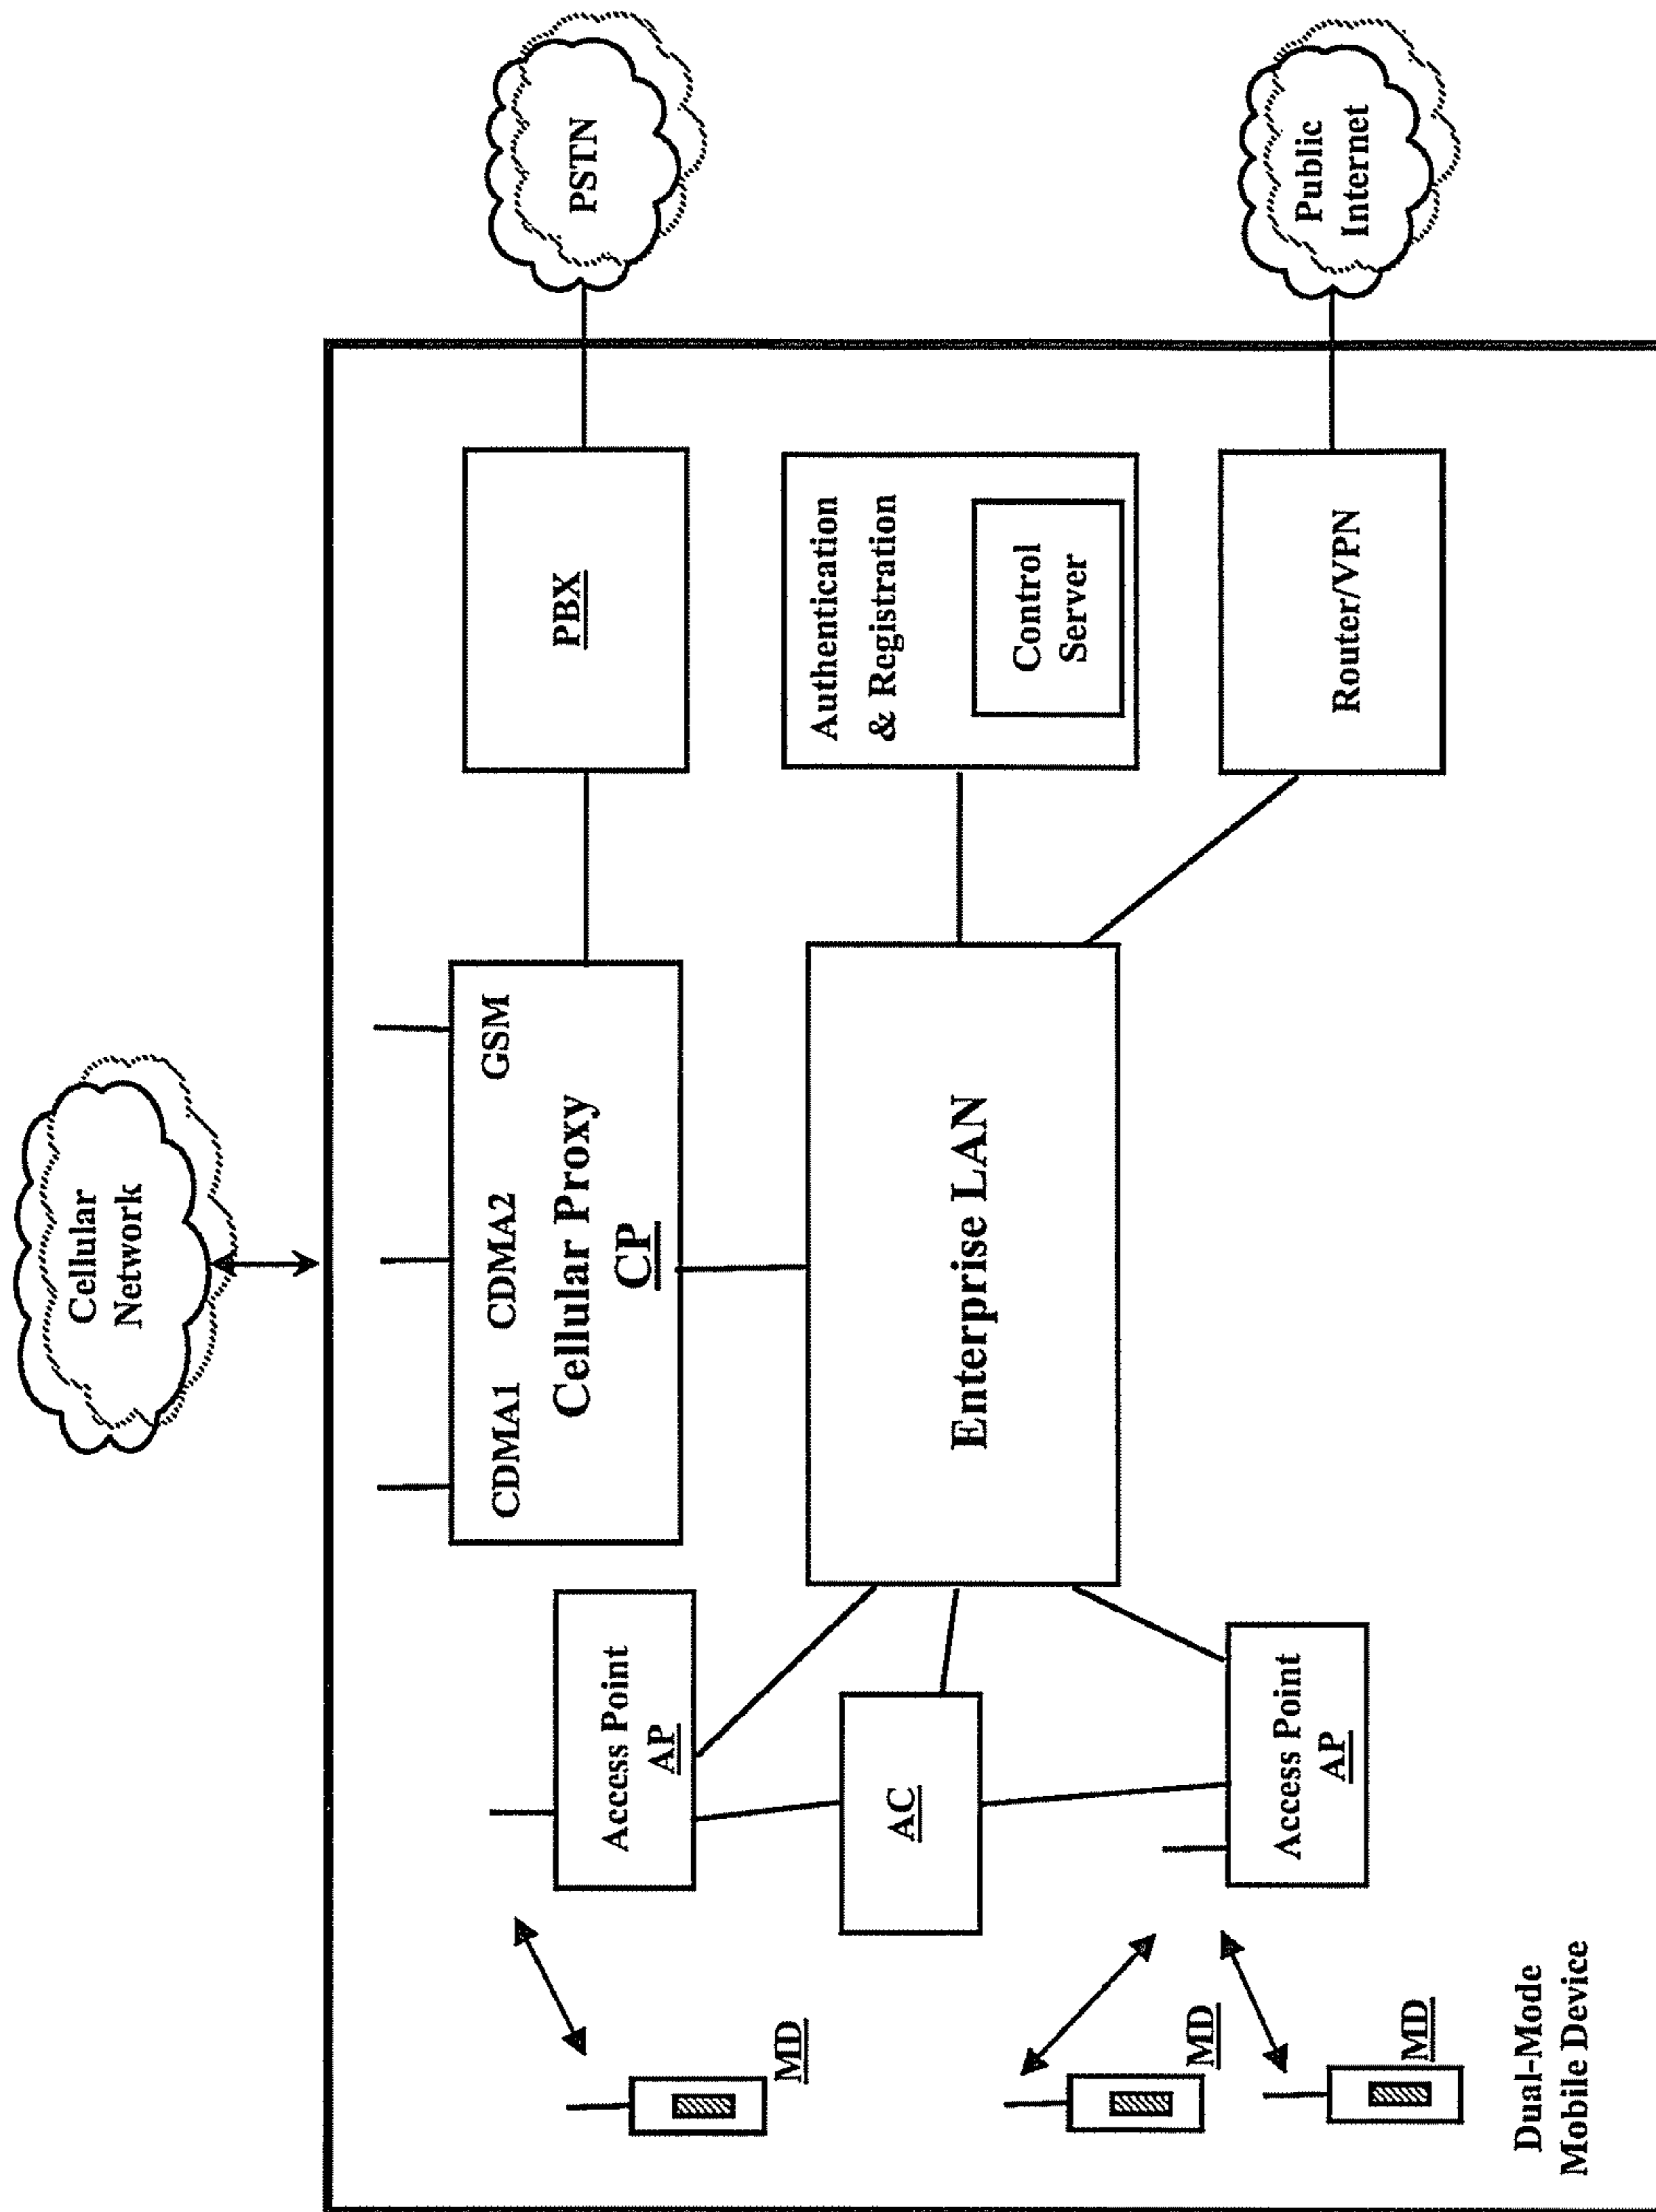 Cellular
Network
PSTN
Public
Internet
CDMA1 CDMA2 GSM
Cellular Proxy
CP
PBX
Authentication
& Registration
Control
Server
Router/VPN
Enterprise LAN
Access Point
AP
AC
Access Point
AP
MD
MD
MD
Dual-Mode
Mobile Device